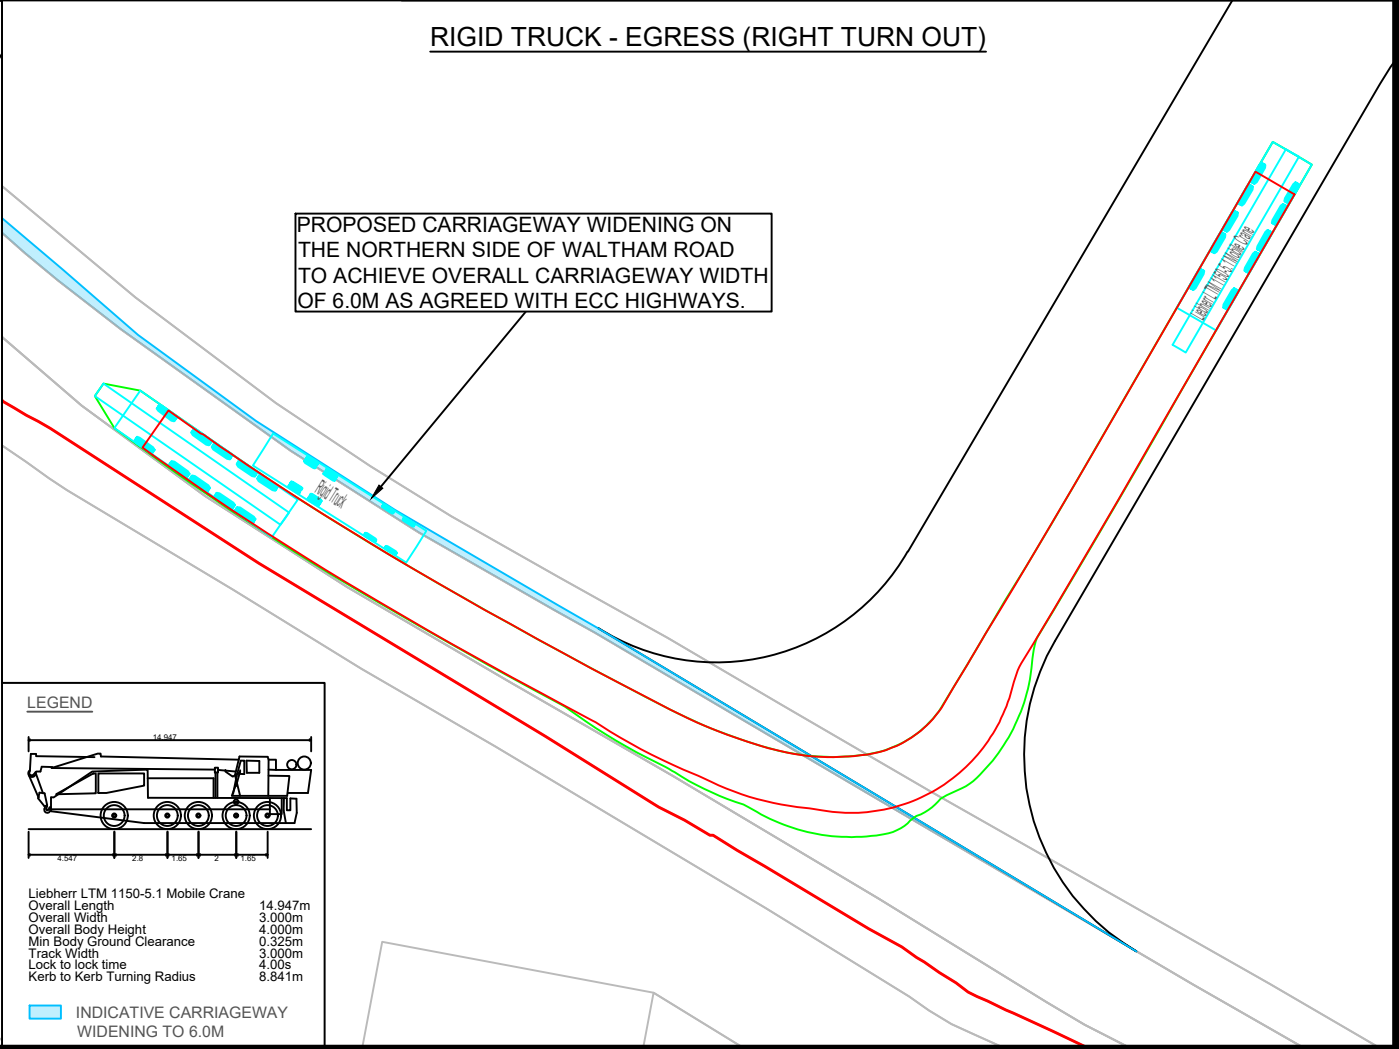 RIGID TRUCK - EGRESS (RIGHT TURN OUT)
PROPOSED CARRIAGEWAY WIDENING ON
THE NORTHERN SIDE OF WALTHAM ROAD
TO ACHIEVE OVERALL CARRIAGEWAY WIDTH
OF 6.0M AS AGREED WITH ECC HIGHWAYS.
Liebherr LTM 1150-5.1 Mobile Crane
Rigid Truck
LEGEND
14.947
4.547 2.8 1.65 2 1.65
Liebherr LTM 1150-5.1 Mobile Crane
Overall Length 14.947m
Overall Width 3.000m
Overall Body Height 4.000m
Min Body Ground Clearance 0.325m
Track Width 3.000m
Lock to lock time 4.00s
Kerb to Kerb Turning Radius 8.841m
INDICATIVE CARRIAGEWAY
WIDENING TO 6.0M